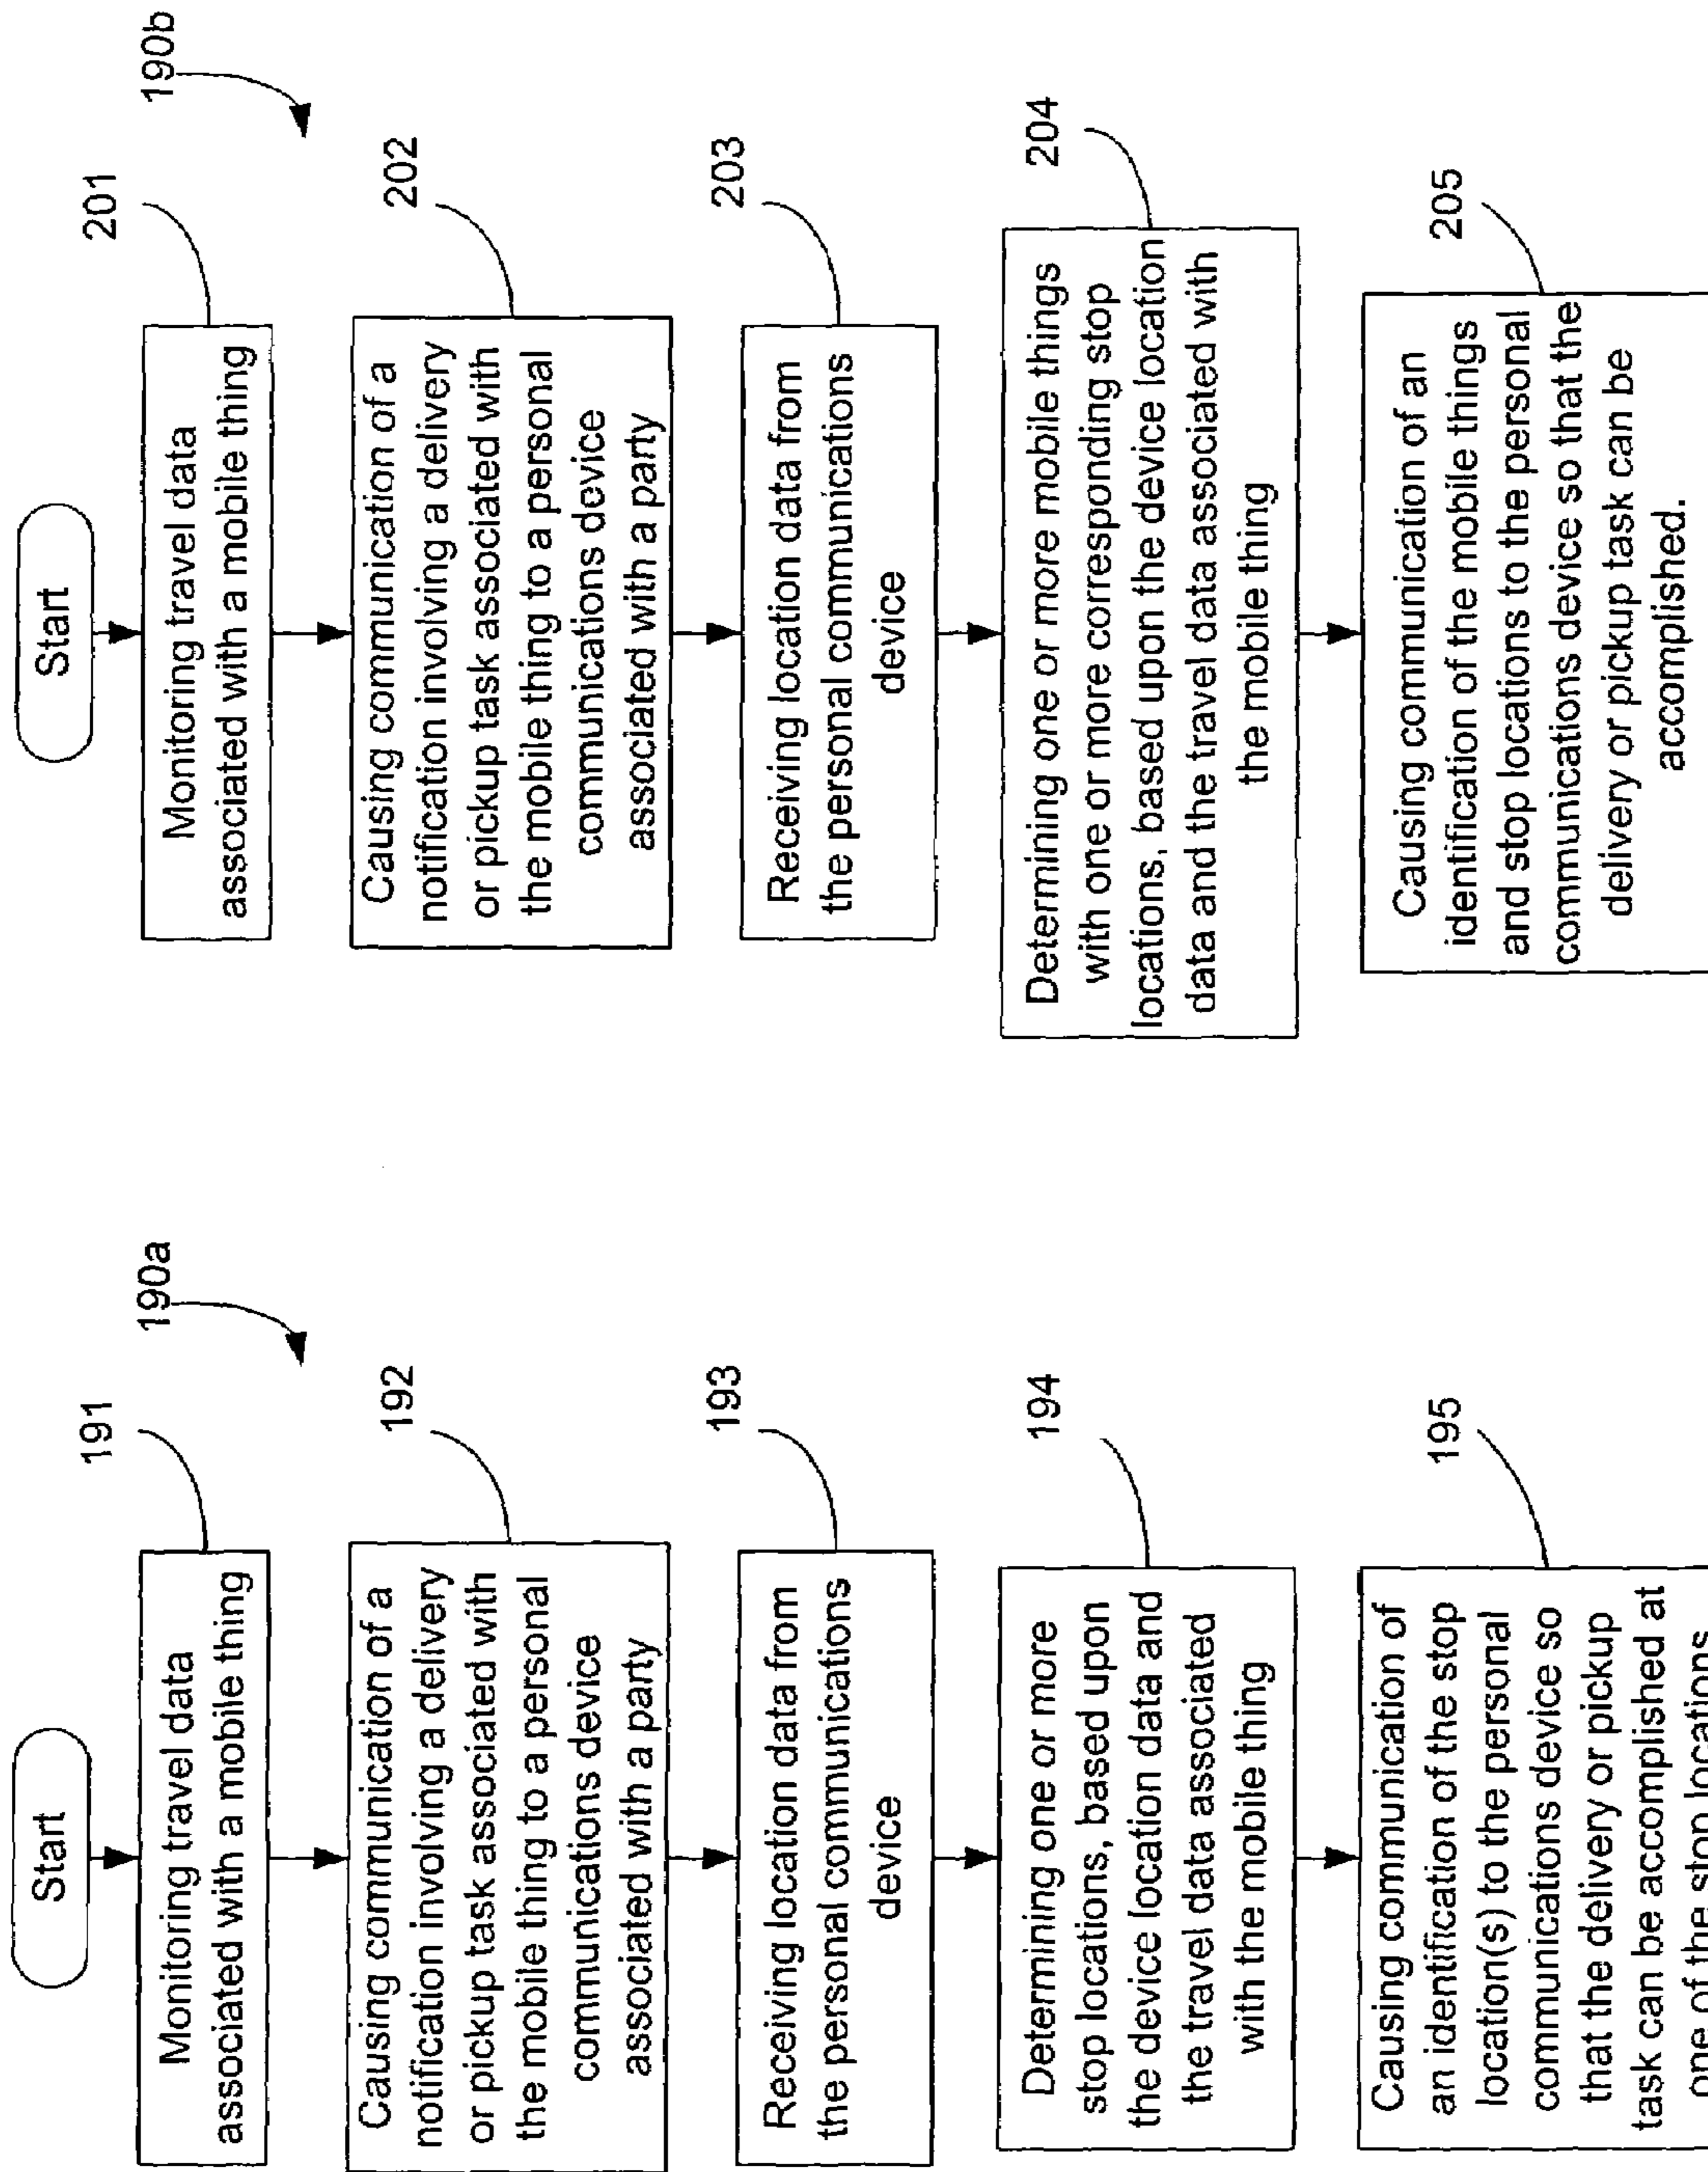 190a
Start
191
Monitoring travel data
associated with a mobile thing
192
Causing communication of a
notification involving a delivery
or pickup task associated with
the mobile thing to a personal
communications device
associated with a party
193
Receiving location data from
the personal communications
device
194
Determining one or more
stop locations, based upon
the device location data and
the travel data associated
with the mobile thing
195
Causing communication of
an identification of the stop
location(s) to the personal
communications device so
that the delivery or pickup
task can be accomplished at
one of the stop locations
190b
Start
201
Monitoring travel data
associated with a mobile thing
202
Causing communication of a
notification involving a delivery
or pickup task associated with
the mobile thing to a personal
communications device
associated with a party
203
Receiving location data from
the personal communications
device
204
Determining one or more mobile things
with one or more corresponding stop
locations, based upon the device location
data and the travel data associated with
the mobile thing
205
Causing communication of an
identification of the mobile things
and stop locations to the personal
communications device so that the
delivery or pickup task can be
accomplished.